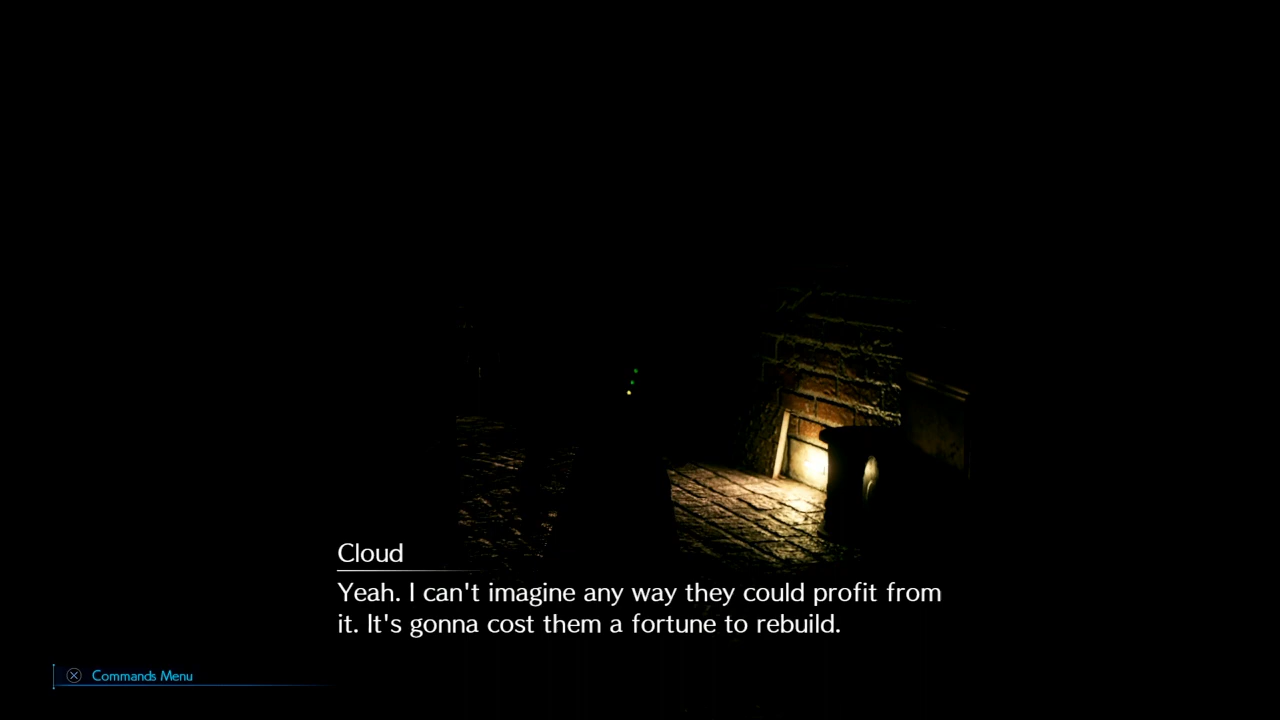 Cloud
Yeah. I can't imagine any way they could profit from
it. It's gonna cost them a fortune to rebuild.
Commands Menu